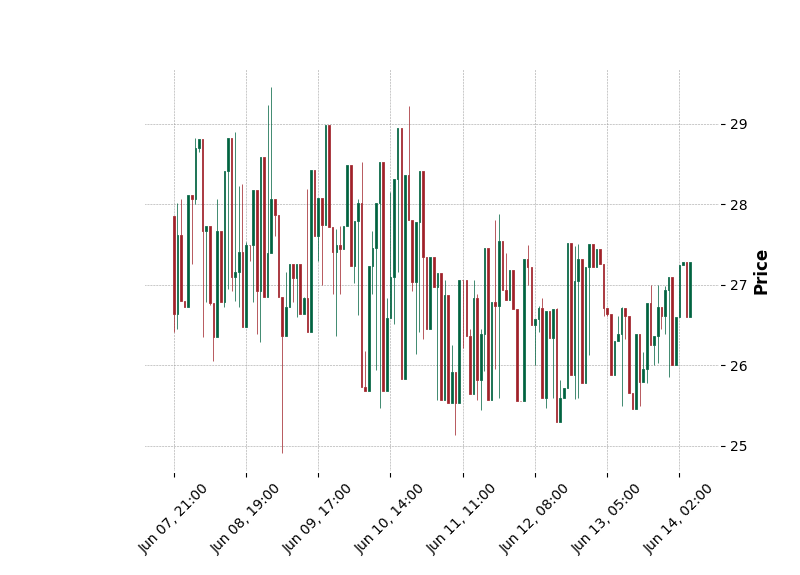 29
28
27
26
25
Price
Jun 07, 21:00
Jun 08, 19:00
Jun 09, 17:00
Jun 10, 14:00
Jun 11, 11:00
Jun 12, 08:00
Jun 13, 05:00
Jun 14, 02:00